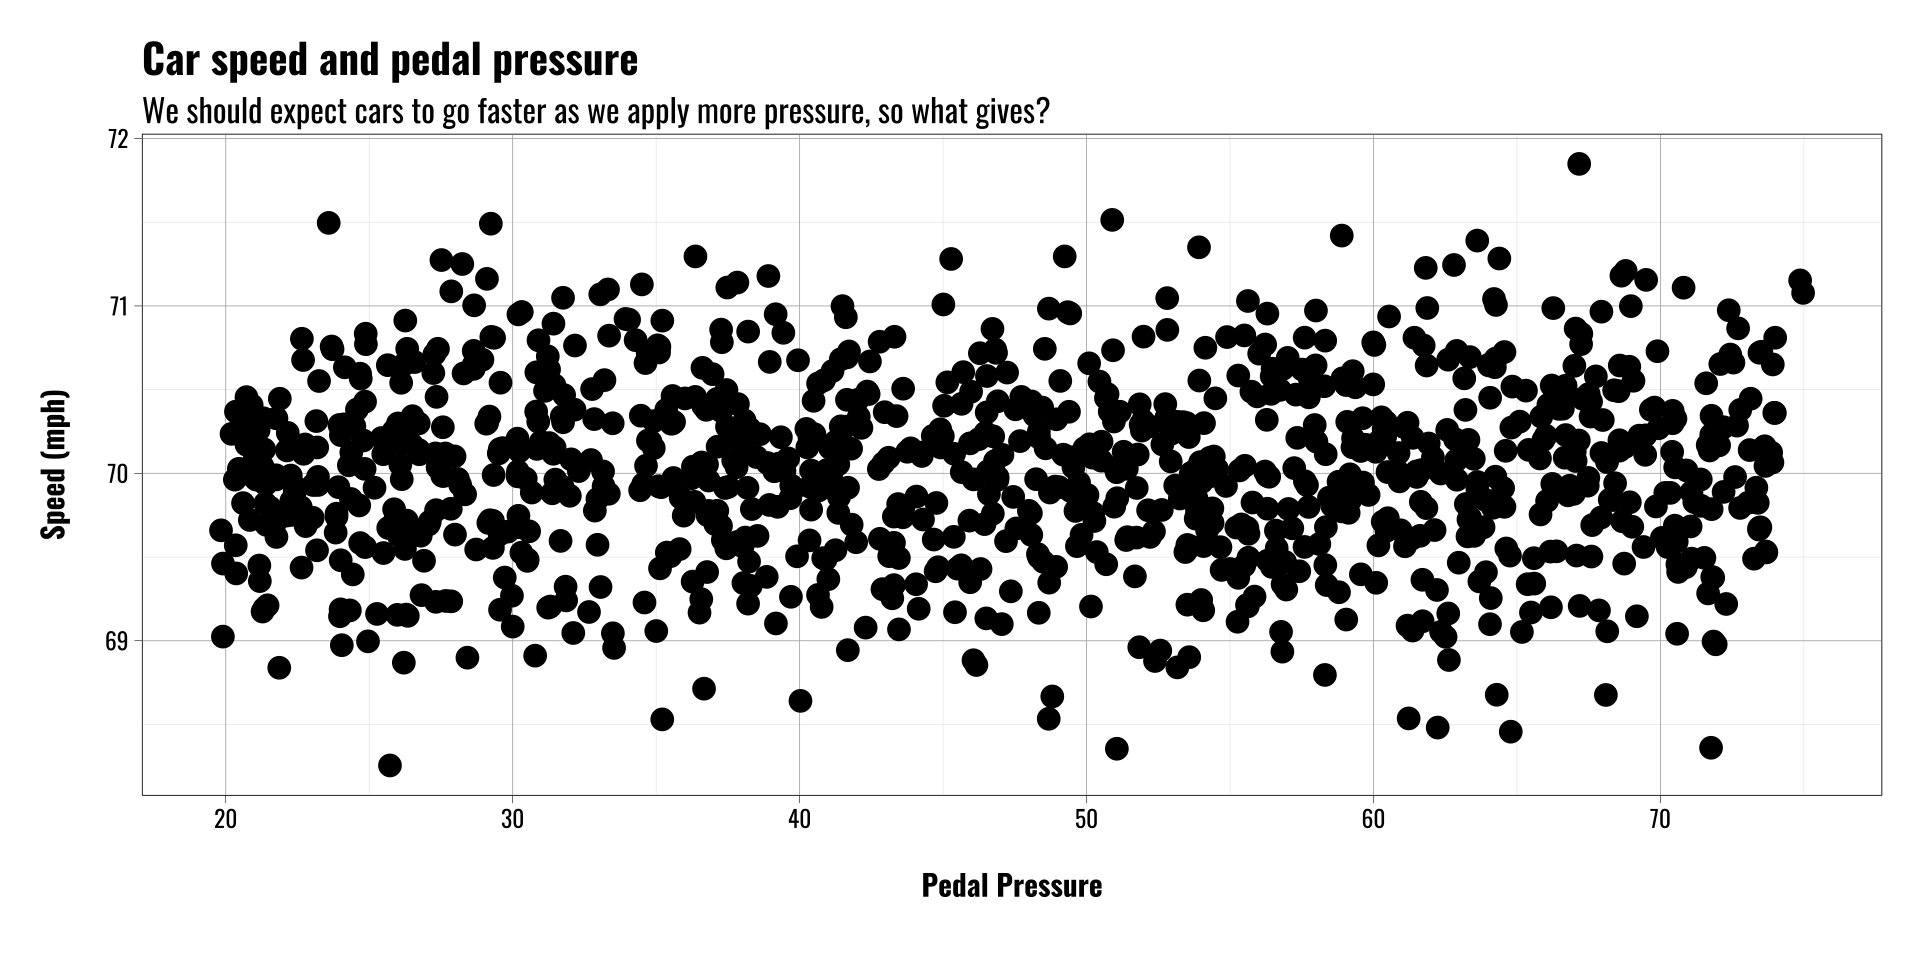 Car speed and pedal pressure
We should expect cars to go faster as we apply more pressure, so what gives?
72
71
70
69
Speed (mph)
20 30 40 50 60 70
Pedal Pressure